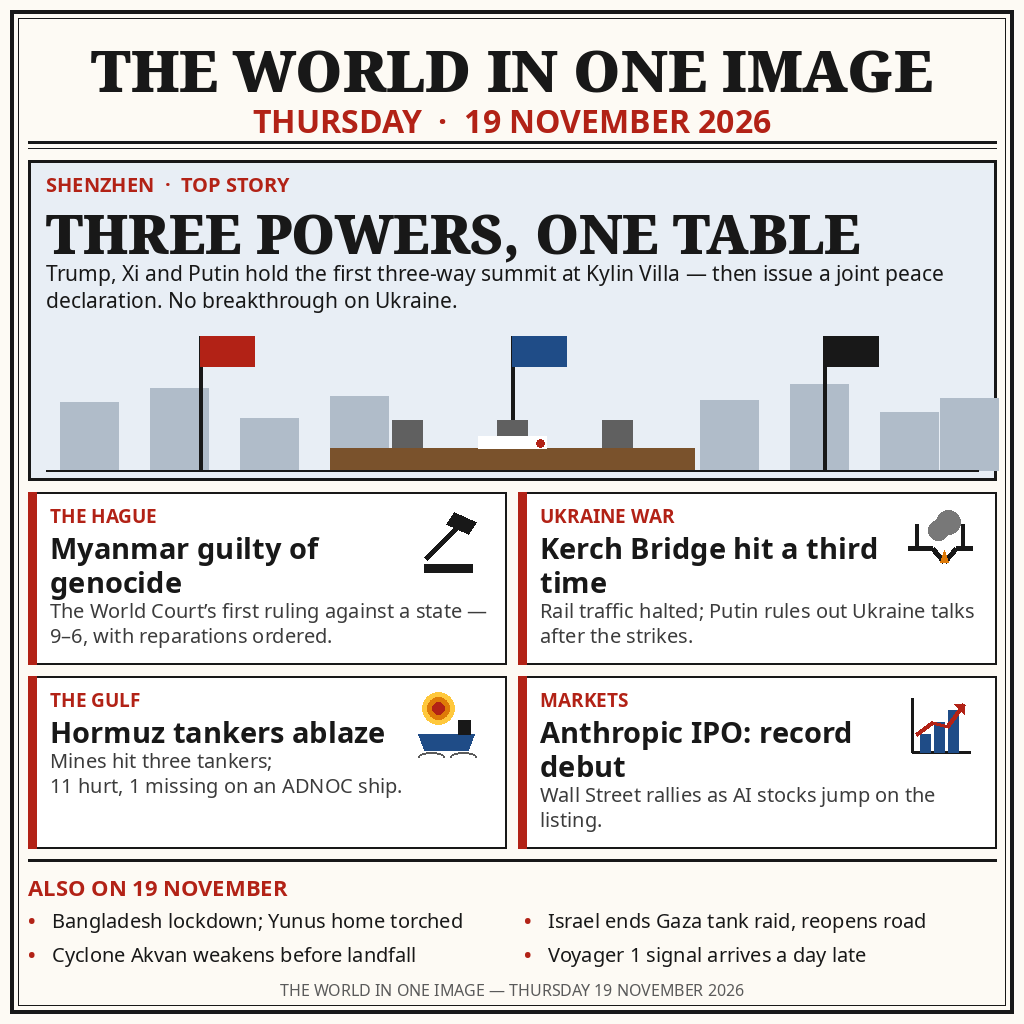 THE WORLD IN ONE IMAGE
THURSDAY · 19 NOVEMBER 2026
SHENZHEN · TOP STORY
THREE POWERS, ONE TABLE
Trump, Xi and Putin hold the first three-way summit at Kylin Villa — then issue a joint peace
declaration. No breakthrough on Ukraine.
THE HAGUE
Myanmar guilty of
genocide
The World Court’s first ruling against a state —
9–6, with reparations ordered.
UKRAINE WAR
Kerch Bridge hit a third
time
Rail traffic halted; Putin rules out Ukraine talks
after the strikes.
THE GULF
Hormuz tankers ablaze
Mines hit three tankers;
11 hurt, 1 missing on an ADNOC ship.
MARKETS
Anthropic IPO: record
debut
Wall Street rallies as AI stocks jump on the
listing.
ALSO ON 19 NOVEMBER
• Bangladesh lockdown; Yunus home torched
• Cyclone Akvan weakens before landfall
• Israel ends Gaza tank raid, reopens road
• Voyager 1 signal arrives a day late
THE WORLD IN ONE IMAGE — THURSDAY 19 NOVEMBER 2026